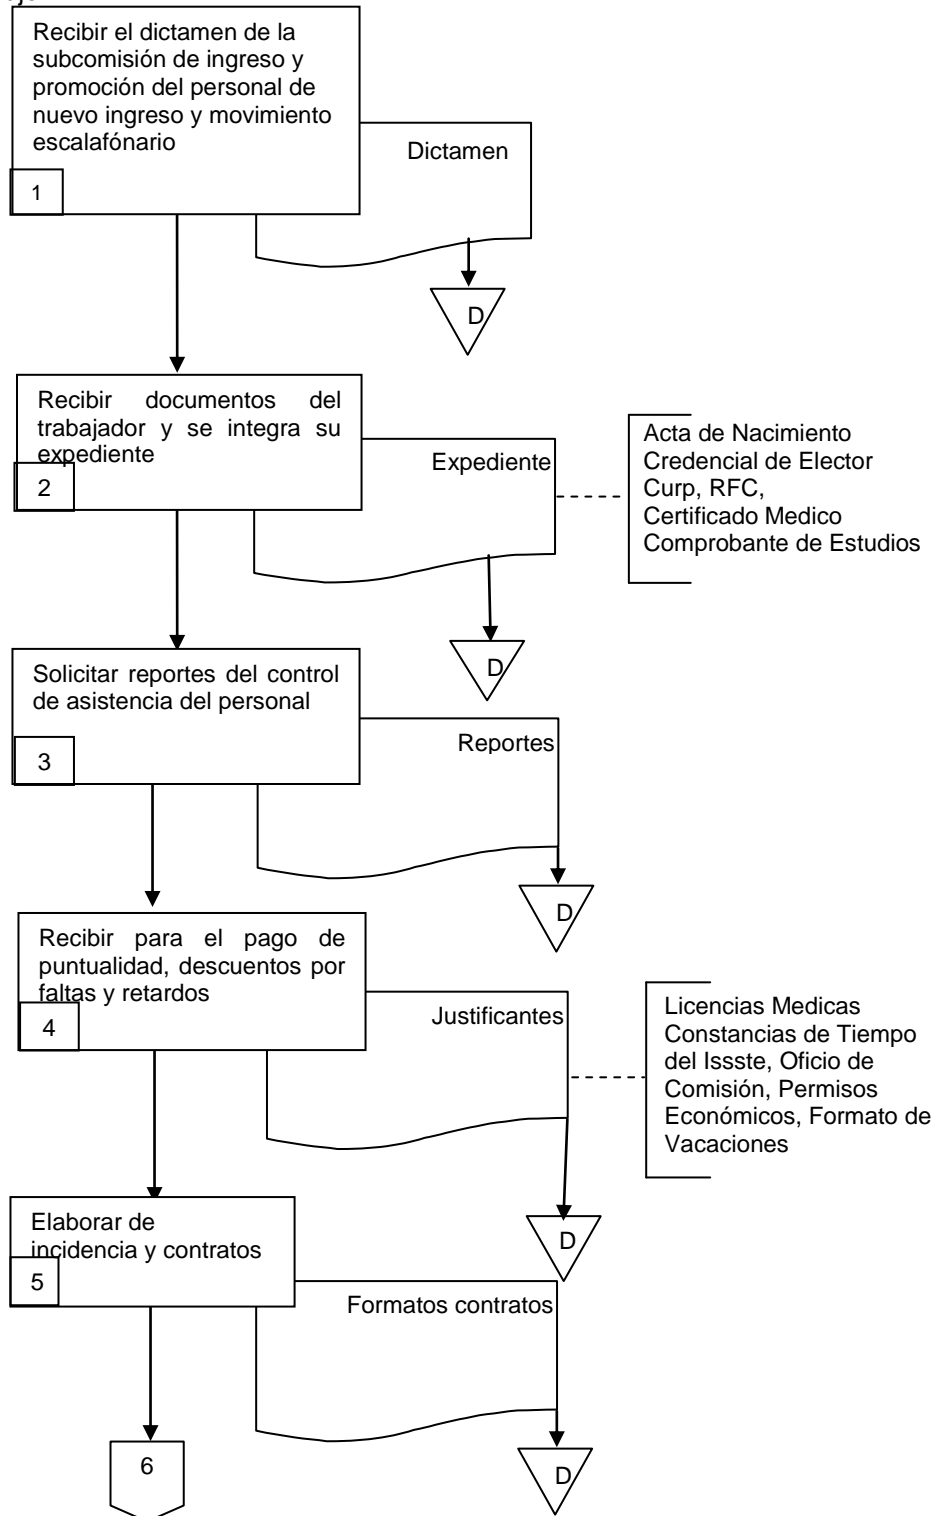 Recibir el dictamen de la
subcomisión de ingreso y
promoción del personal de
nuevo ingreso y movimiento
escalafónario
1
Dictamen
D
Recibir documentos del
trabajador y se integra su
expediente
2
Expediente
D
Acta de Nacimiento
Credencial de Elector
Curp, RFC,
Certificado Medico
Comprobante de Estudios
Solicitar reportes del control
de asistencia del personal
3
Reportes
D
Recibir para el pago de
puntualidad, descuentos por
faltas y retardos
4
Justificantes
D
Licencias Medicas
Constancias de Tiempo
del Issste, Oficio de
Comisión, Permisos
Económicos, Formato de
Vacaciones
Elaborar de
incidencia y contratos
5
Formatos contratos
D
6